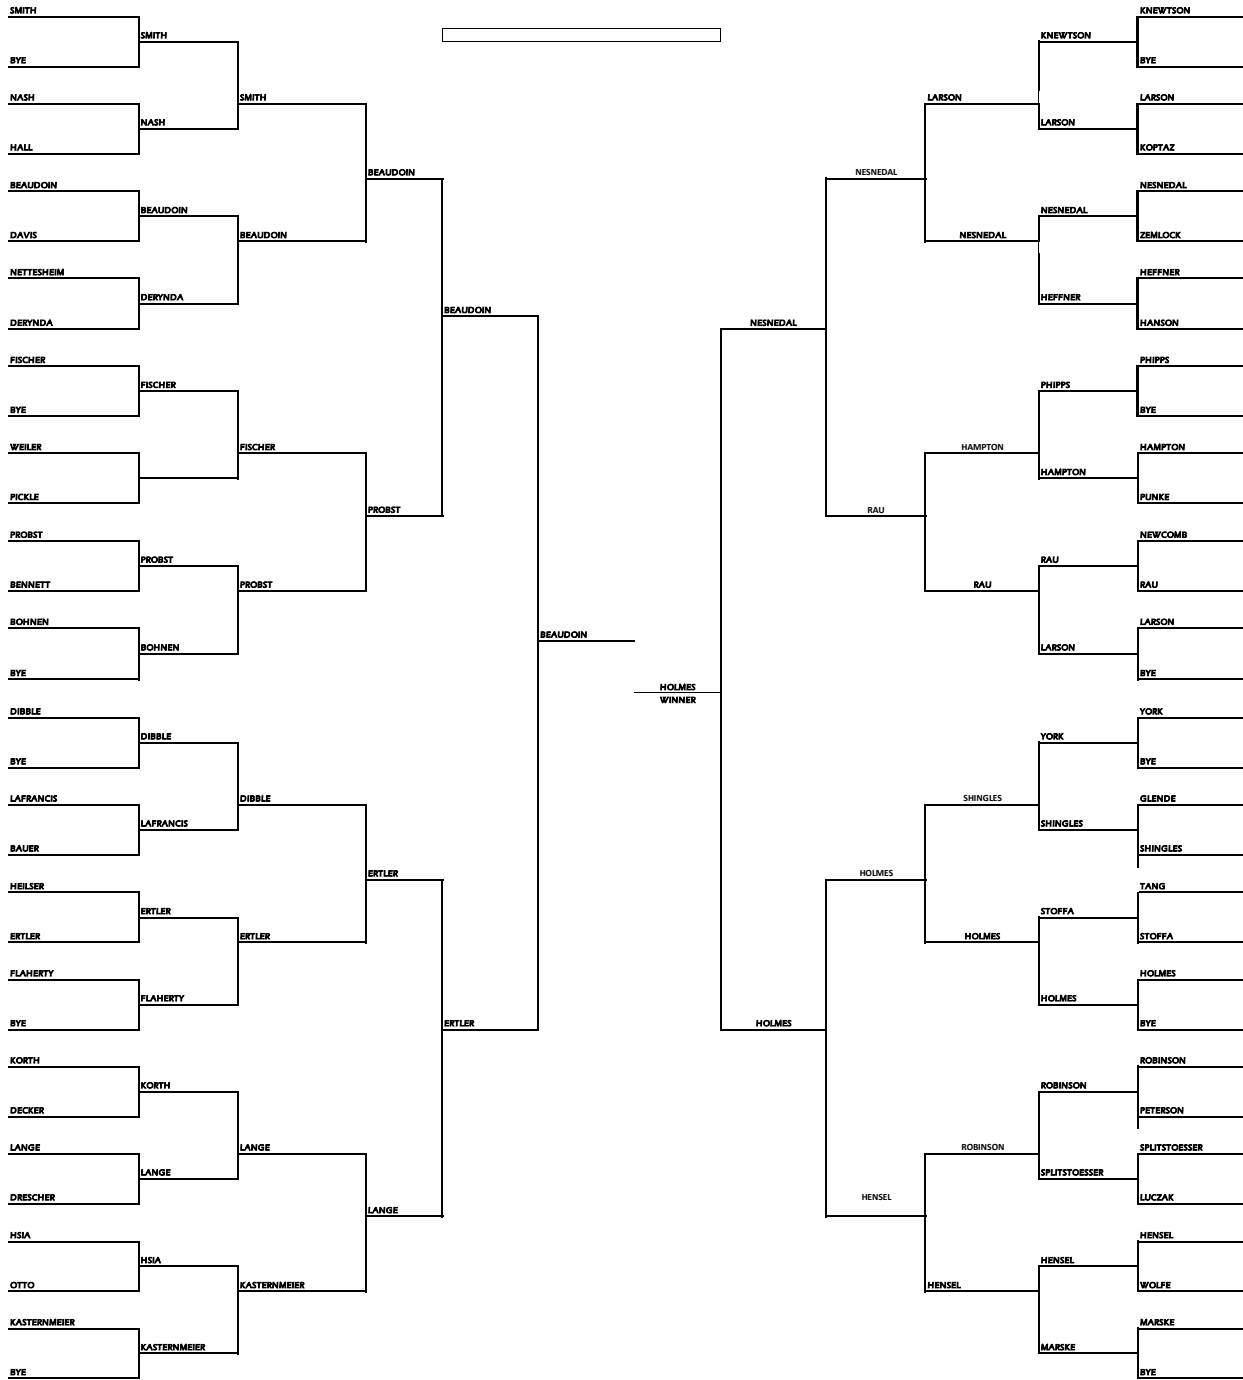 SMITH
BYE
NASH
HALL
BEAUDOIN
DAVIS
NETTESHEIM
DERYNDA
FISCHER
BYE
WEILER
PICKLE
PROBST
BENNETT
BOHNEN
BYE
DIBBLE
BYE
LAFRANCIS
BAUER
HEILSER
ERTLER
FLAHERTY
BYE
KORTH
DECKER
LANGE
DRESCHER
HSIA
OTTO
KASTERNMEIER
BYE
SMITH
NASH
BEAUDOIN
DERYNDA
FISCHER
PROBST
BOHNEN
DIBBLE
LAFRANCIS
ERTLER
FLAHERTY
KORTH
LANGE
HSIA
KASTERNMEIER
SMITH
BEAUDOIN
FISCHER
PROBST
DIBBLE
ERTLER
LANGE
KASTERNMEIER
BEAUDOIN
PROBST
ERTLER
LANGE
BEAUDOIN
ERTLER
BEAUDOIN
HOLMES
WINNER
NESNEDAL
HOLMES
NESNEDAL
RAU
HOLMES
HENSEL
LARSON
NESNEDAL
HAMPTON
RAU
SHINGLES
HOLMES
ROBINSON
HENSEL
KNEWTSON
LARSON
NESNEDAL
HEFFNER
PHIPPS
HAMPTON
RAU
LARSON
YORK
SHINGLES
STOFFA
HOLMES
ROBINSON
SPLITSTOESSER
HENSEL
MARSKE
KNEWTSON
BYE
LARSON
KOPTAZ
NESNEDAL
ZEMLOCK
HEFFNER
HANSON
PHIPPS
BYE
HAMPTON
PUNKE
NEWCOMB
RAU
LARSON
BYE
YORK
BYE
GLENDE
SHINGLES
TANG
STOFFA
HOLMES
BYE
ROBINSON
PETERSON
SPLITSTOESSER
LUCZAK
HENSEL
WOLFE
MARSKE
BYE